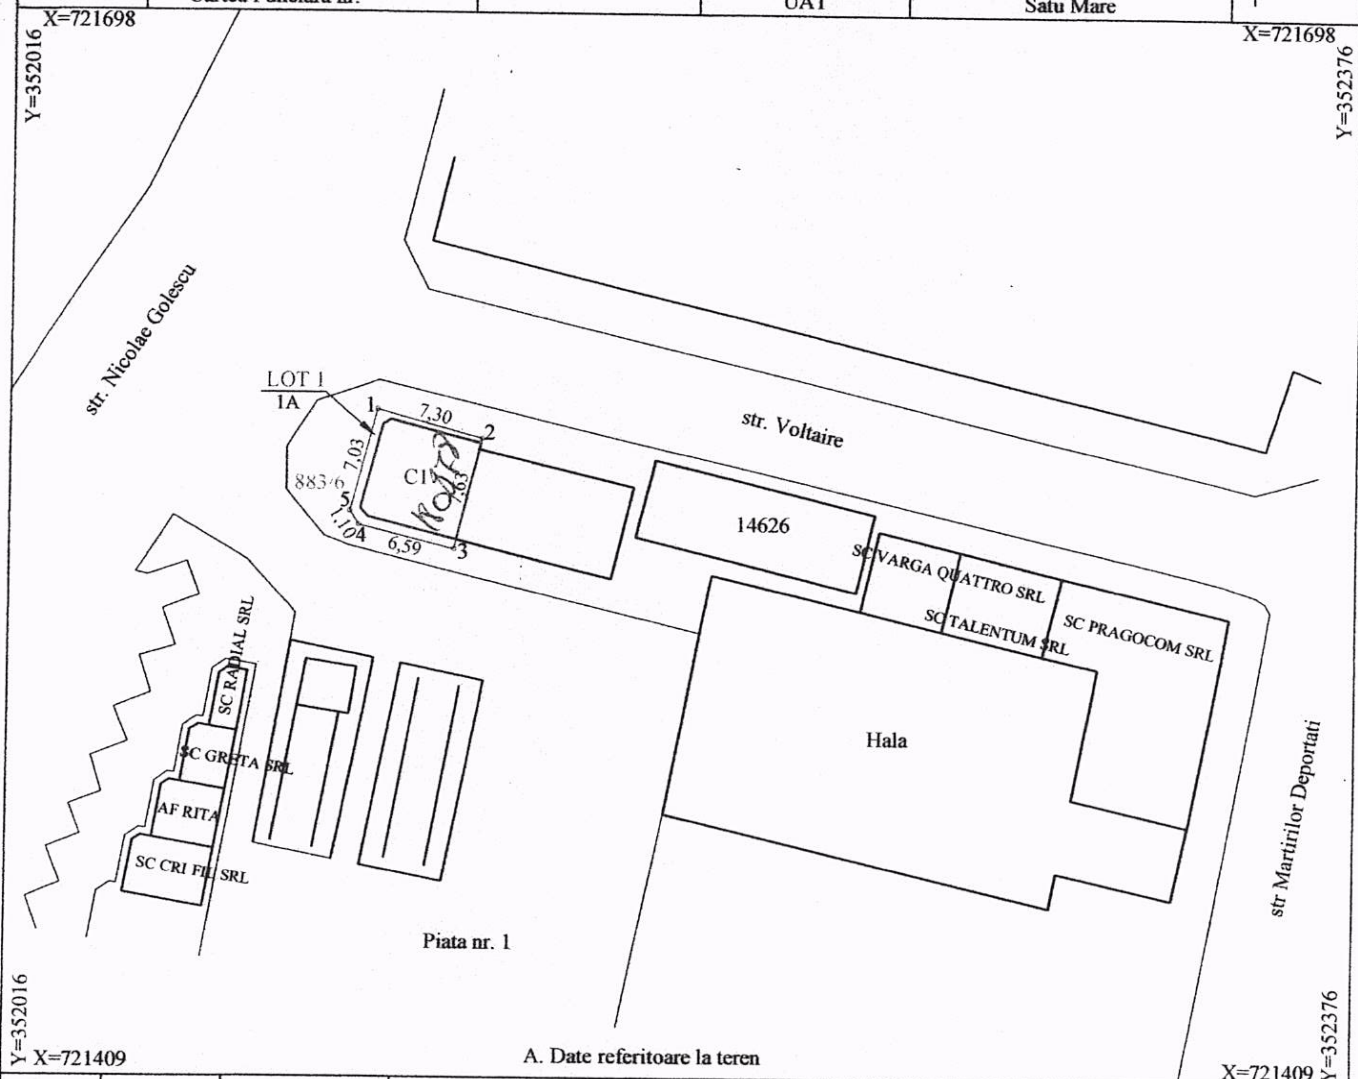 UAT
Satu Mare
X=721698
X=721698
Y=352016
Y=352376
str. Nicolae Golescu
LOT 1
1A
1
7,30
2
str. Voltaire
7,03
C1
7,63
883/6
5
1,10
4
6,59
3
14626
SC VARGA QUATTRO SRL
SC TALENTUM SRL
SC PRAGOCOM SRL
SC RADIAL SRL
SC GRETA SRL
AF RITA
SC CRI FIL SRL
Hala
str Martirilor Deportati
Piata nr. 1
Y=352016
X=721409
A. Date referitoare la teren
X=721409
Y=352376